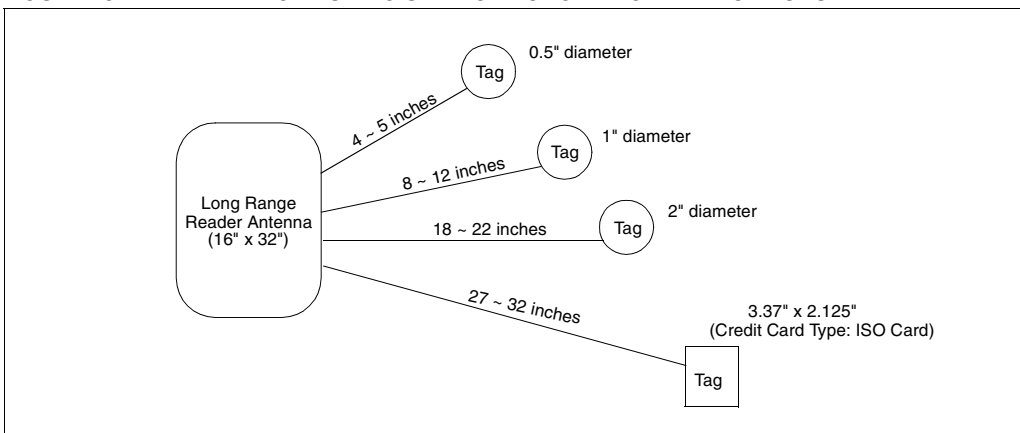 0.5" diameter
Tag
4 ~ 5 inches
1" diameter
Tag
8 ~ 12 inches
Long Range
Reader Antenna
(16" x 32")
2" diameter
Tag
18 ~ 22 inches
27 ~ 32 inches
3.37" x 2.125"
(Credit Card Type: ISO Card)
Tag